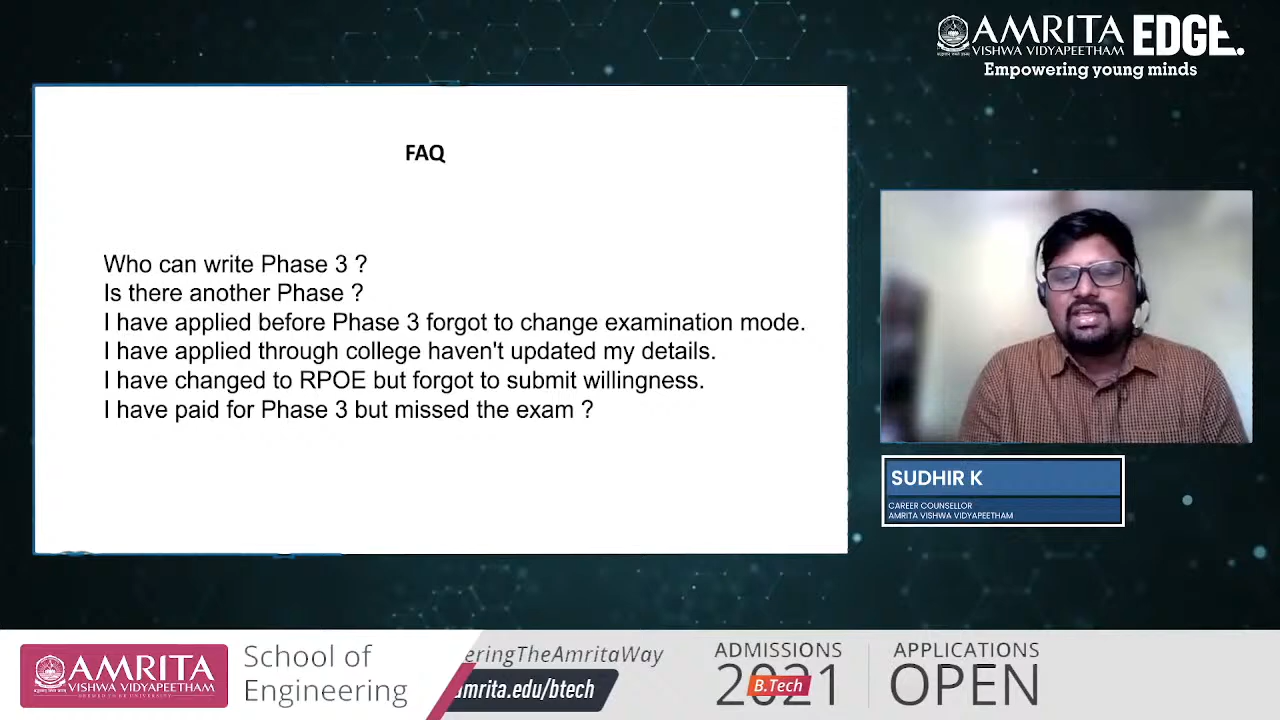 AMRITA
VISHWA VIDYAPEETHAM
EDGE.
Empowering young minds
FAQ
Who can write Phase 3 ?
Is there another Phase ?
I have applied before Phase 3 forgot to change examination mode.
I have applied through college haven't updated my details.
I have changed to RPOE but forgot to submit willingness.
I have paid for Phase 3 but missed the exam ?
SUDHIR K
CAREER COUNSELLOR
AMRITA VISHWA VIDYAPEETHAM
AMRITA
VISHWA VIDYAPEETHAM
School of
Engineering
eringTheAmritaWay
amrita.edu/btech
ADMISSIONS
2021
B.Tech
APPLICATIONS
OPEN